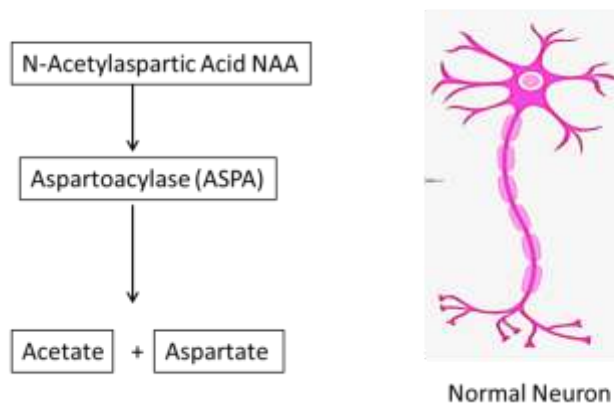 N-Acetylaspartic Acid NAA
Aspartoacylase (ASPA)
Acetate + Aspartate
Normal Neuron